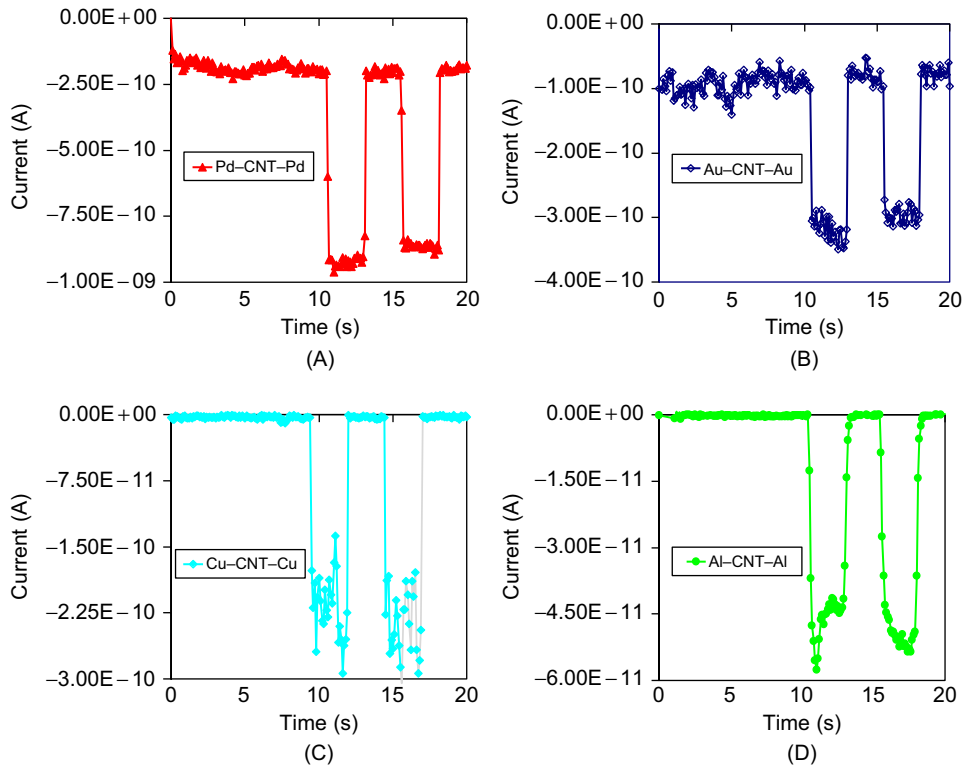 0.00E+00
−2.50E−10
−5.00E−10
−7.50E−10
−1.00E−09
Current (A)
Pd–CNT–Pd
0 5 10 15 20
Time (s)
(A)
0.00E+00
−1.00E−10
−2.00E−10
−3.00E−10
−4.00E−10
Current (A)
Au–CNT–Au
0 5 10 15 20
Time (s)
(B)
0.00E+00
−7.50E−11
−1.50E−10
−2.25E−10
−3.00E−10
Current (A)
Cu–CNT–Cu
0 5 10 15 20
Time (s)
(C)
0.00E+00
−1.50E−11
−3.00E−11
−4.50E−11
−6.00E−11
Current (A)
Al–CNT–Al
0 5 10 15 20
Time (s)
(D)